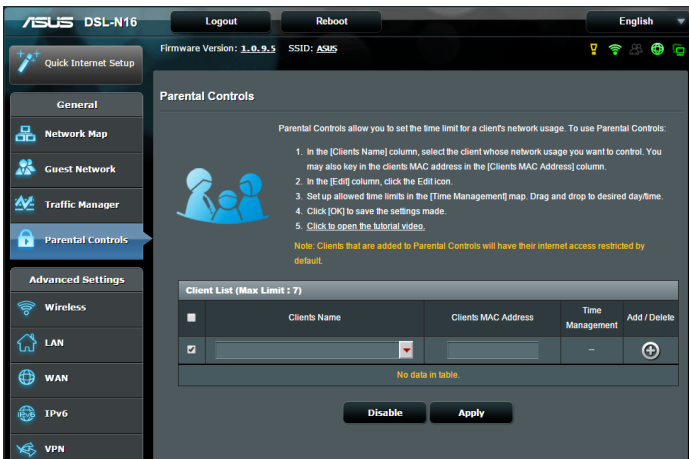 ASUS DSL-N16 Logout Reboot English
Firmware Version: 1.0.9.5 SSID: ASUS
Quick Internet Setup
General
Network Map
Guest Network
Traffic Manager
Parental Controls
Advanced Settings
Wireless
LAN
WAN
IPv6
IPv6
VPN
Parental Controls
Parental Controls allow you to set the time limit for a client's network usage. To use Parental Controls:
1. In the [Clients Name] column, select the client whose network usage you want to control. You
may also key in the clients MAC address in the [Clients MAC Address] column.
2. In the [Edit] column, click the Edit icon.
3. Set up allowed time limits in the [Time Management] map. Drag and drop to desired day/time.
4. Click [OK] to save the settings made.
5. Click to open the tutorial video.
Note: Clients that are added to Parental Controls will have their internet access restricted by
default.
Client List (Max Limit : 7)
Clients Name Clients MAC Address Time
Management Add / Delete
–
No data in table.
Disable Apply